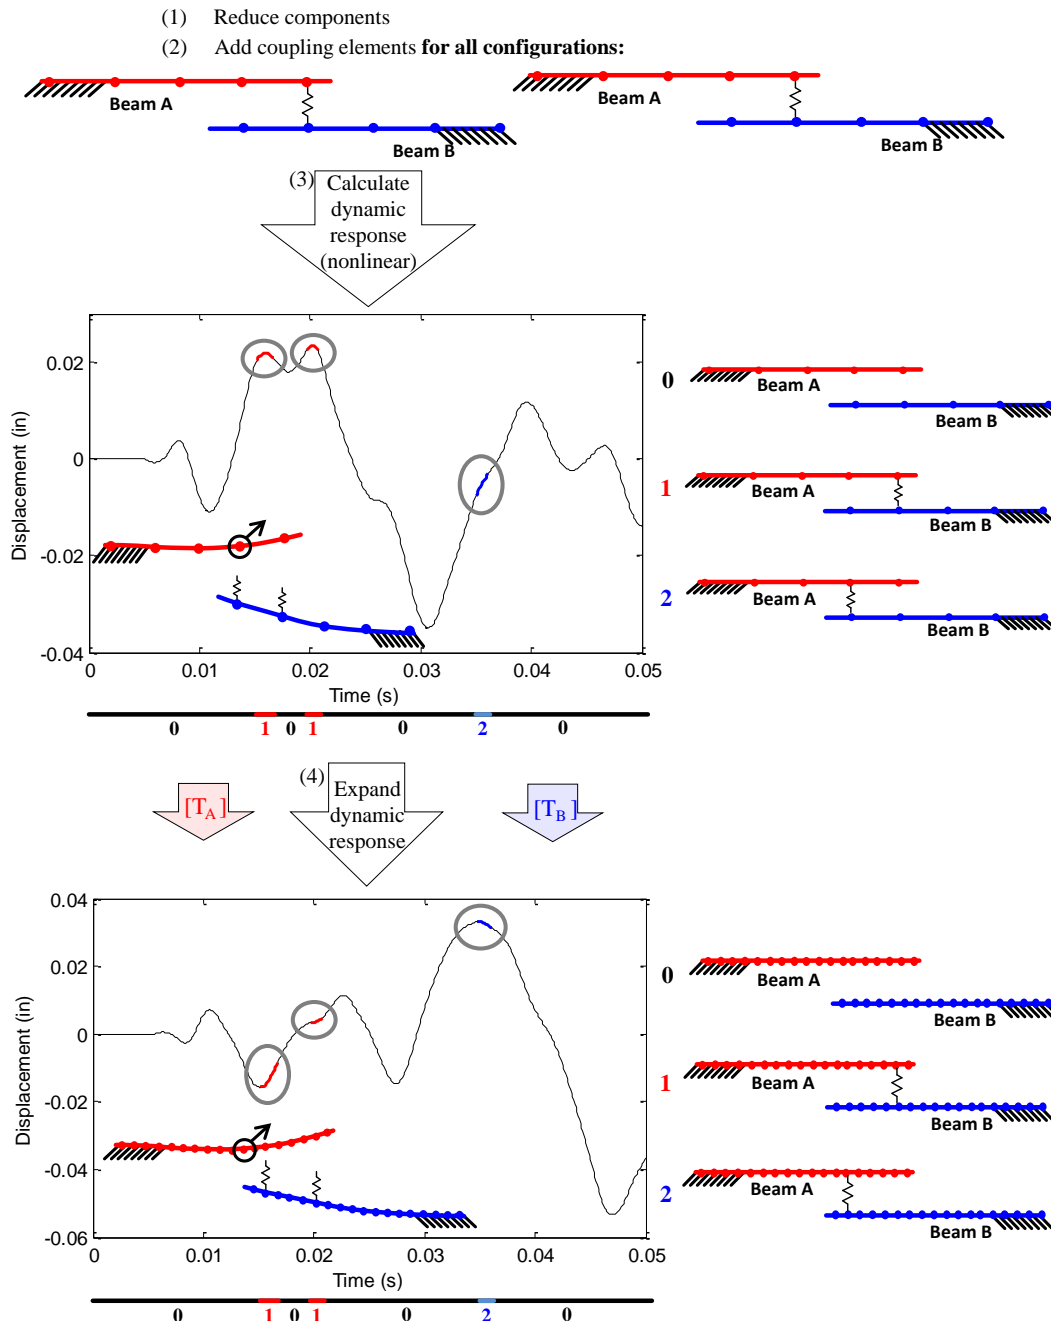 (1) Reduce components
(2) Add coupling elements for all configurations:
Beam A
Beam B
Beam A
Beam B
(3) Calculate
dynamic
response
(nonlinear)
0.02
0
-0.02
-0.04
Displacement (in)
0
0.01
0.02
0.03
0.04
0.05
Time (s)
0
1
0
1
0
2
0
0
Beam A
Beam B
1
Beam A
Beam B
2
Beam A
Beam B
[T_A]
(4) Expand
dynamic
response
[T_B]
0.04
0.02
0
-0.02
-0.04
-0.06
Displacement (in)
0
0.01
0.02
0.03
0.04
0.05
Time (s)
0
1
0
1
0
2
0
0
Beam A
Beam B
1
Beam A
Beam B
2
Beam A
Beam B